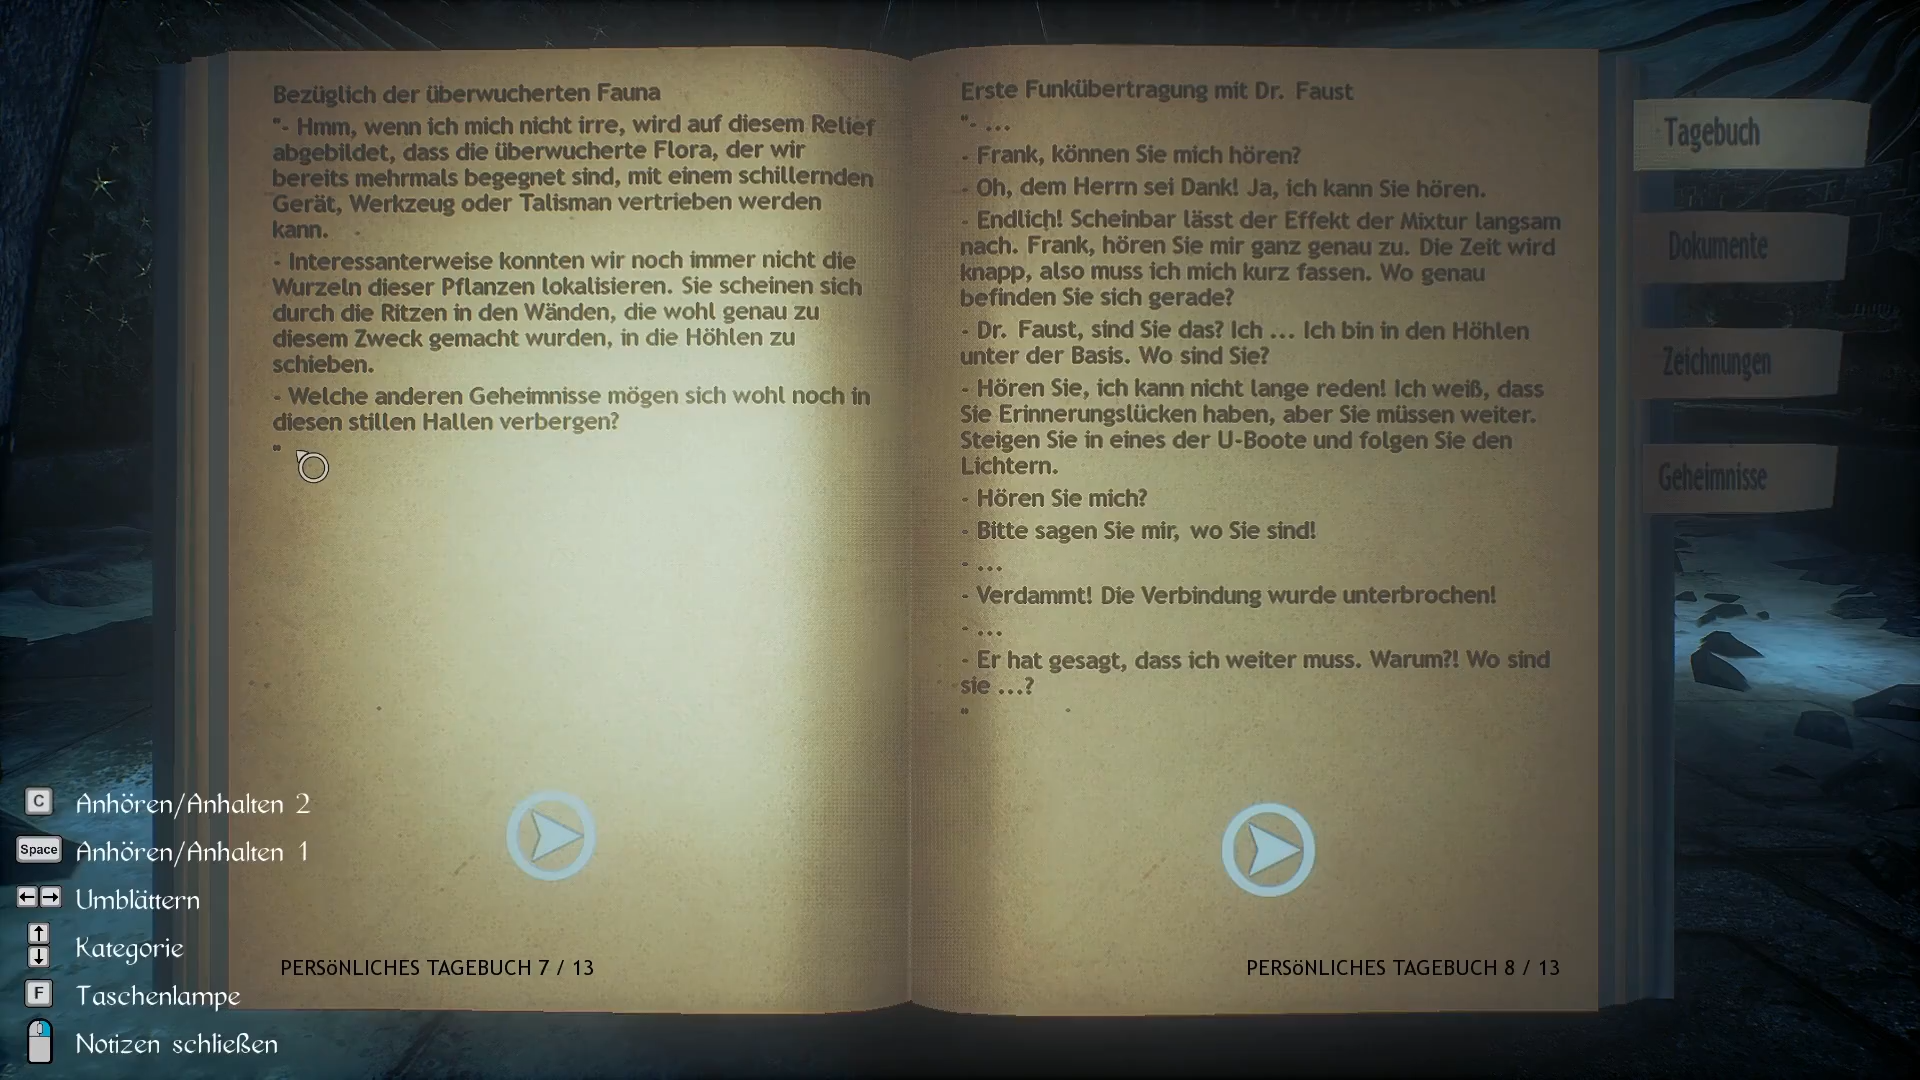 Bezüglich der überwucherten Fauna
"- Hmm, wenn ich mich nicht irre, wird auf diesem Relief
abgebildet, dass die überwucherte Flora, der wir
bereits mehrmals begegnet sind, mit einem schillernden
Gerät, Werkzeug oder Talisman vertrieben werden
kann.
- Interessanterweise konnten wir noch immer nicht die
Wurzeln dieser Pflanzen lokalisieren. Sie scheinen sich
durch die Ritzen in den Wänden, die wohl genau zu
diesem Zweck gemacht wurden, in die Höhlen zu
schieben.
- Welche anderen Geheimnisse mögen sich wohl noch in
diesen stillen Hallen verbergen?
"
PERSöNLICHES TAGEBUCH 7 / 13
Erste Funkübertragung mit Dr. Faust
"- ...
- Frank, können Sie mich hören?
- Oh, dem Herrn sei Dank! Ja, ich kann Sie hören.
- Endlich! Scheinbar lässt der Effekt der Mixtur langsam
nach. Frank, hören Sie mir ganz genau zu. Die Zeit wird
knapp, also muss ich mich kurz fassen. Wo genau
befinden Sie sich gerade?
- Dr. Faust, sind Sie das? Ich ... Ich bin in den Höhlen
unter der Basis. Wo sind Sie?
- Hören Sie, ich kann nicht lange reden! Ich weiß, dass
Sie Erinnerungslücken haben, aber Sie müssen weiter.
Steigen Sie in eines der U-Boote und folgen Sie den
Lichtern.
- Hören Sie mich?
- Bitte sagen Sie mir, wo Sie sind!
- ...
- Verdammt! Die Verbindung wurde unterbrochen!
- ...
- Er hat gesagt, dass ich weiter muss. Warum?! Wo sind
sie ...?
"
PERSöNLICHES TAGEBUCH 8 / 13
Tagebuch
Dokumente
Zeichnungen
Geheimnisse
C Anhören/Anhalten 2
Space Anhören/Anhalten 1
← → Umblättern
↑ ↓ Kategorie
F Taschenlampe
Notizen schließen